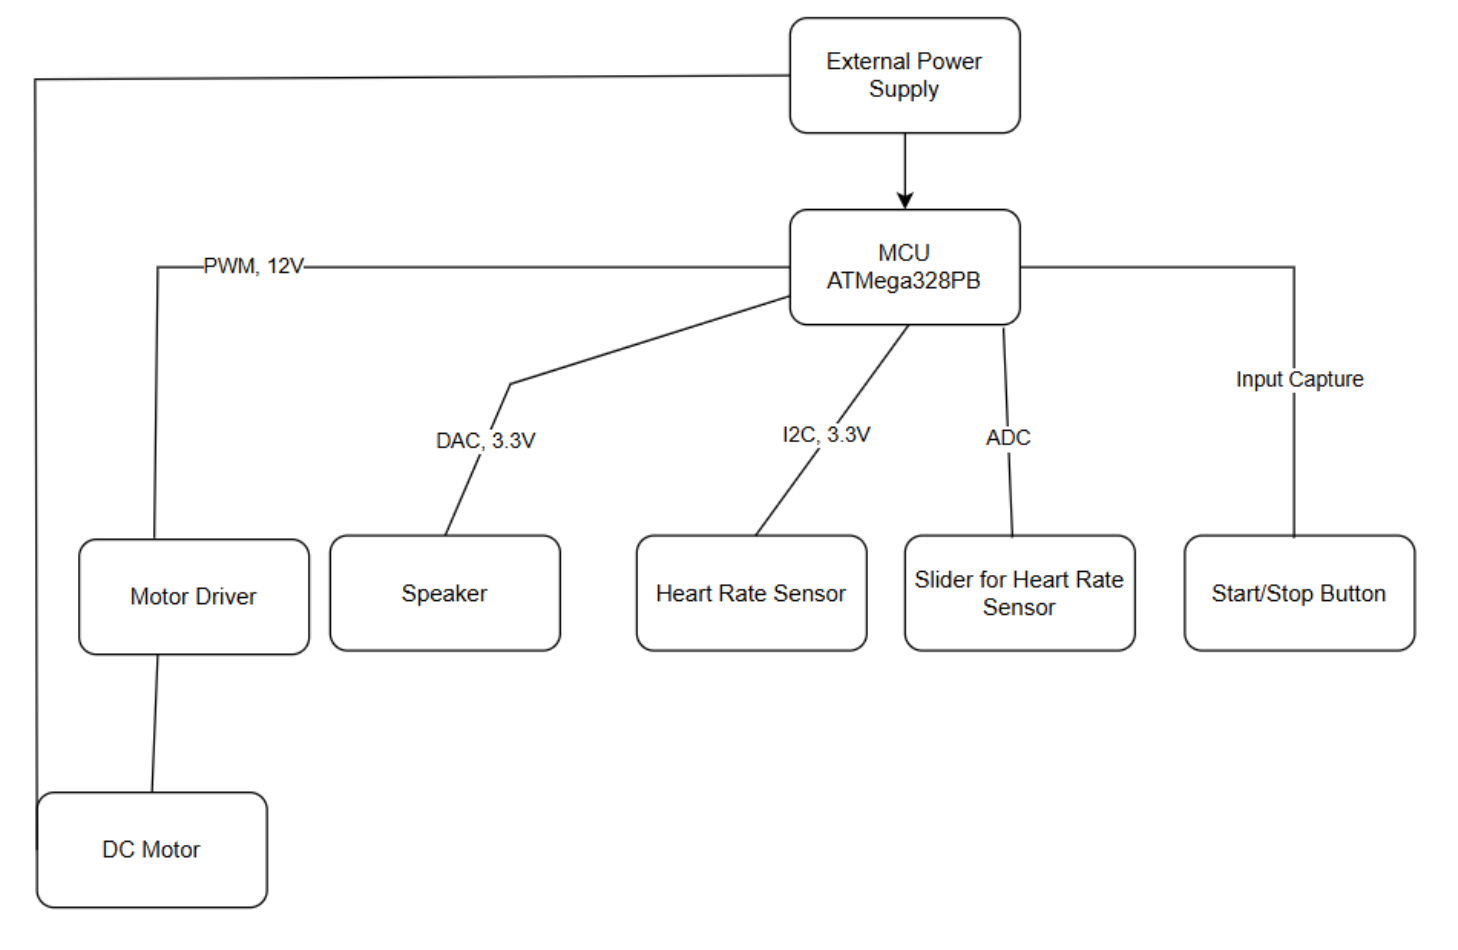 External Power
Supply
MCU
ATMega328PB
PWM, 12V
Input Capture
DAC, 3.3V
I2C, 3.3V
ADC
Motor Driver
Speaker
Heart Rate Sensor
Slider for Heart Rate
Sensor
Start/Stop Button
DC Motor